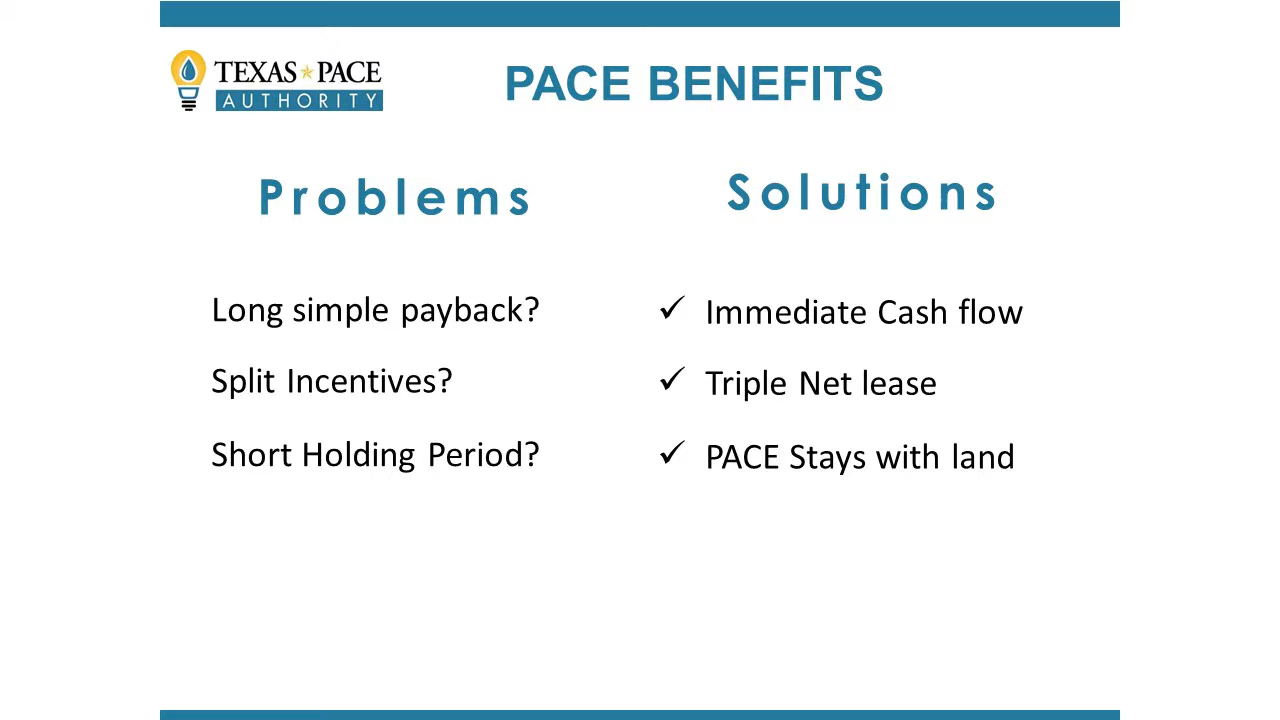 TEXAS PACE
AUTHORITY
PACE BENEFITS
Problems
Solutions
Long simple payback?
✓ Immediate Cash flow
Split Incentives?
✓ Triple Net lease
Short Holding Period?
✓ PACE Stays with land